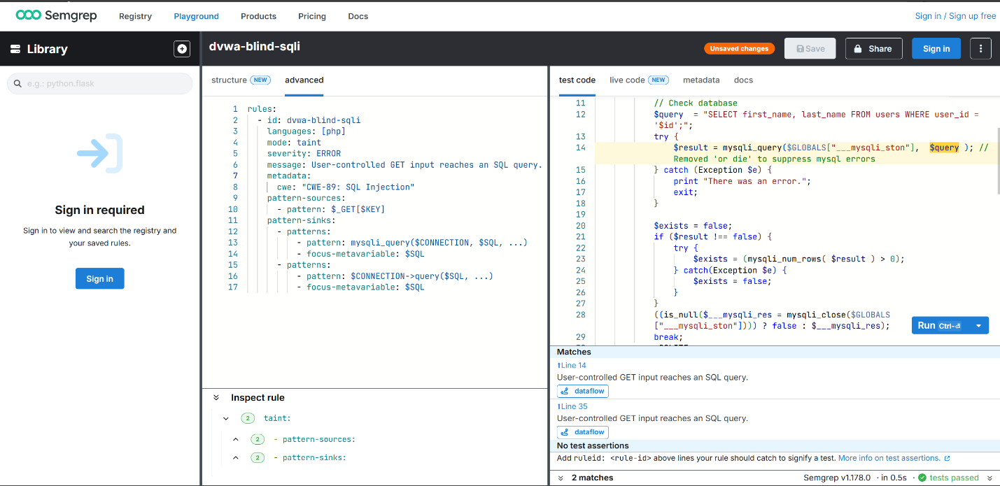 Semgrep
Registry
Playground
Products
Pricing
Docs
Sign in / Sign up free
Library
e.g.: python.flask
Sign in required
Sign in to view and search the registry and
your saved rules.
Sign in
dvwa-blind-sqli
Unsaved changes
Save
Share
Sign in
structure NEW
advanced
1 rules:
2 - id: dvwa-blind-sqli
3 languages: [php]
4 mode: taint
5 severity: ERROR
6 message: User-controlled GET input reaches an SQL query.
7 metadata:
8 cwe: "CWE-89: SQL Injection"
9 pattern-sources:
10 - pattern: $_GET[$KEY]
11 pattern-sinks:
12 - patterns:
13 - pattern: mysqli_query($CONNECTION, $SQL, ...)
14 - focus-metavariable: $SQL
15 - patterns:
16 - pattern: $CONNECTION->query($SQL, ...)
17 - focus-metavariable: $SQL
Inspect rule
2 taint:
2 - pattern-sources:
2 - pattern-sinks:
test code
live code NEW
metadata
docs
11 // Check database
12 $query  = "SELECT first_name, last_name FROM users WHERE user_id =
'$id';";
13 try {
14 $result = mysqli_query($GLOBALS["___mysqli_ston"],  $query ); //
Removed 'or die' to suppress mysql errors
15 } catch (Exception $e) {
16 print "There was an error.";
17 exit;
18 }
19
20 $exists = false;
21 if ($result !== false) {
22 try {
23 $exists = (mysqli_num_rows( $result ) > 0);
24 } catch(Exception $e) {
25 $exists = false;
26 }
27 }
28 ((is_null($___mysqli_res = mysqli_close($GLOBALS
["___mysqli_ston"]))) ? false : $___mysqli_res);
29 break;
Run Ctrl-⏎
Matches
Line 14
User-controlled GET input reaches an SQL query.
dataflow
Line 35
User-controlled GET input reaches an SQL query.
dataflow
No test assertions
Add ruleid: <rule-id> above lines your rule should catch to signify a test. More info on test assertions.
2 matches
Semgrep v1.178.0 · in 0.5s · tests passed